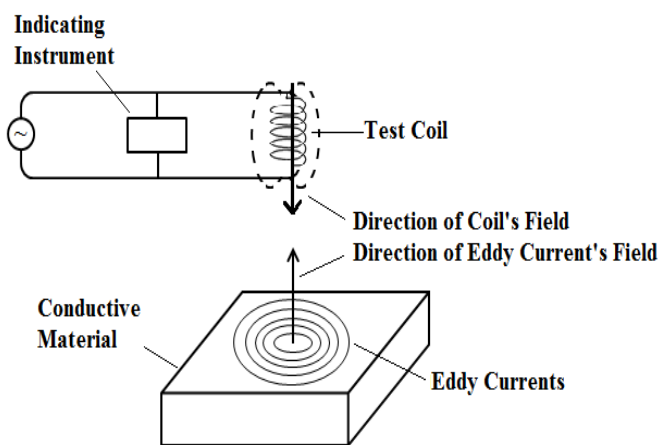 Indicating
Instrument
~
Test Coil
Direction of Coil's Field
Direction of Eddy Current's Field
Conductive
Material
Eddy Currents